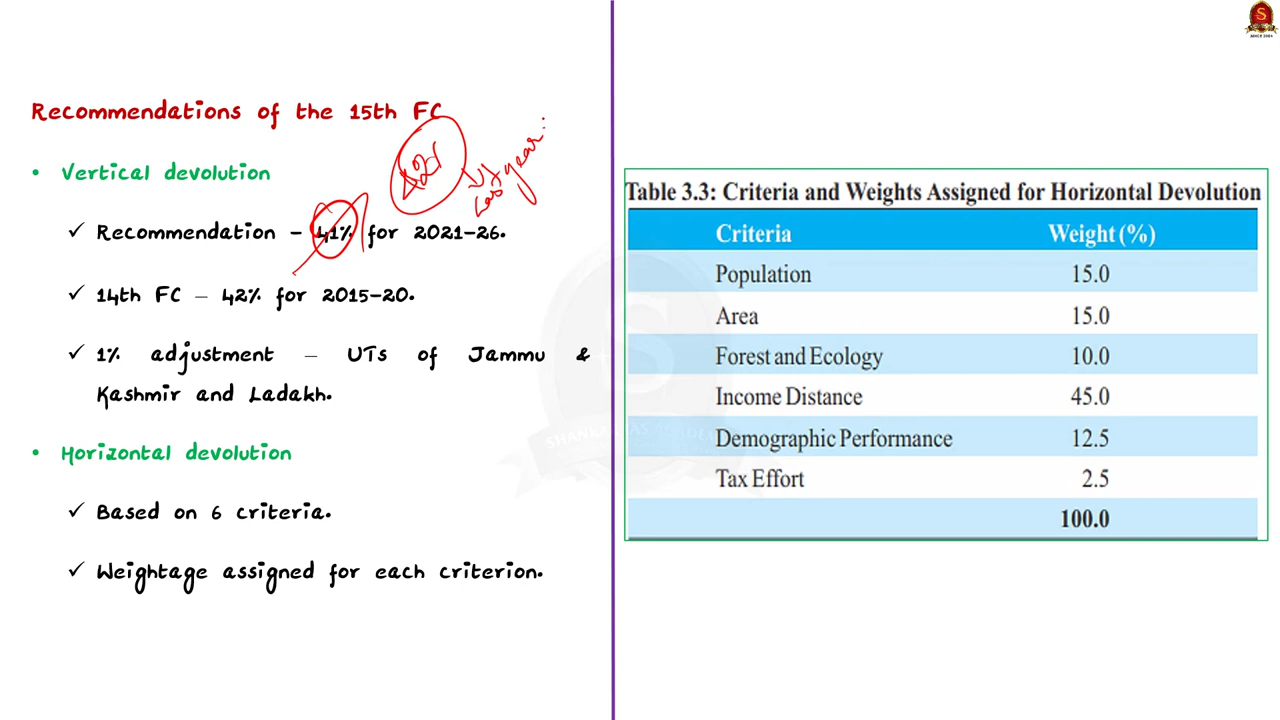 Recommendations of the 15th FC
• Vertical devolution
✓ Recommendation - 41% for 2021-26.
✓ 14th FC – 42% for 2015-20.
✓ 1% adjustment – UTs of Jammu &
Kashmir and Ladakh.
• Horizontal devolution
✓ Based on 6 criteria.
✓ Weightage assigned for each criterion.
year
S
SINCE 2004
Table 3.3: Criteria and Weights Assigned for Horizontal Devolution
Criteria Weight (%)
Population 15.0
Area 15.0
Forest and Ecology 10.0
Income Distance 45.0
Demographic Performance 12.5
Tax Effort 2.5
100.0